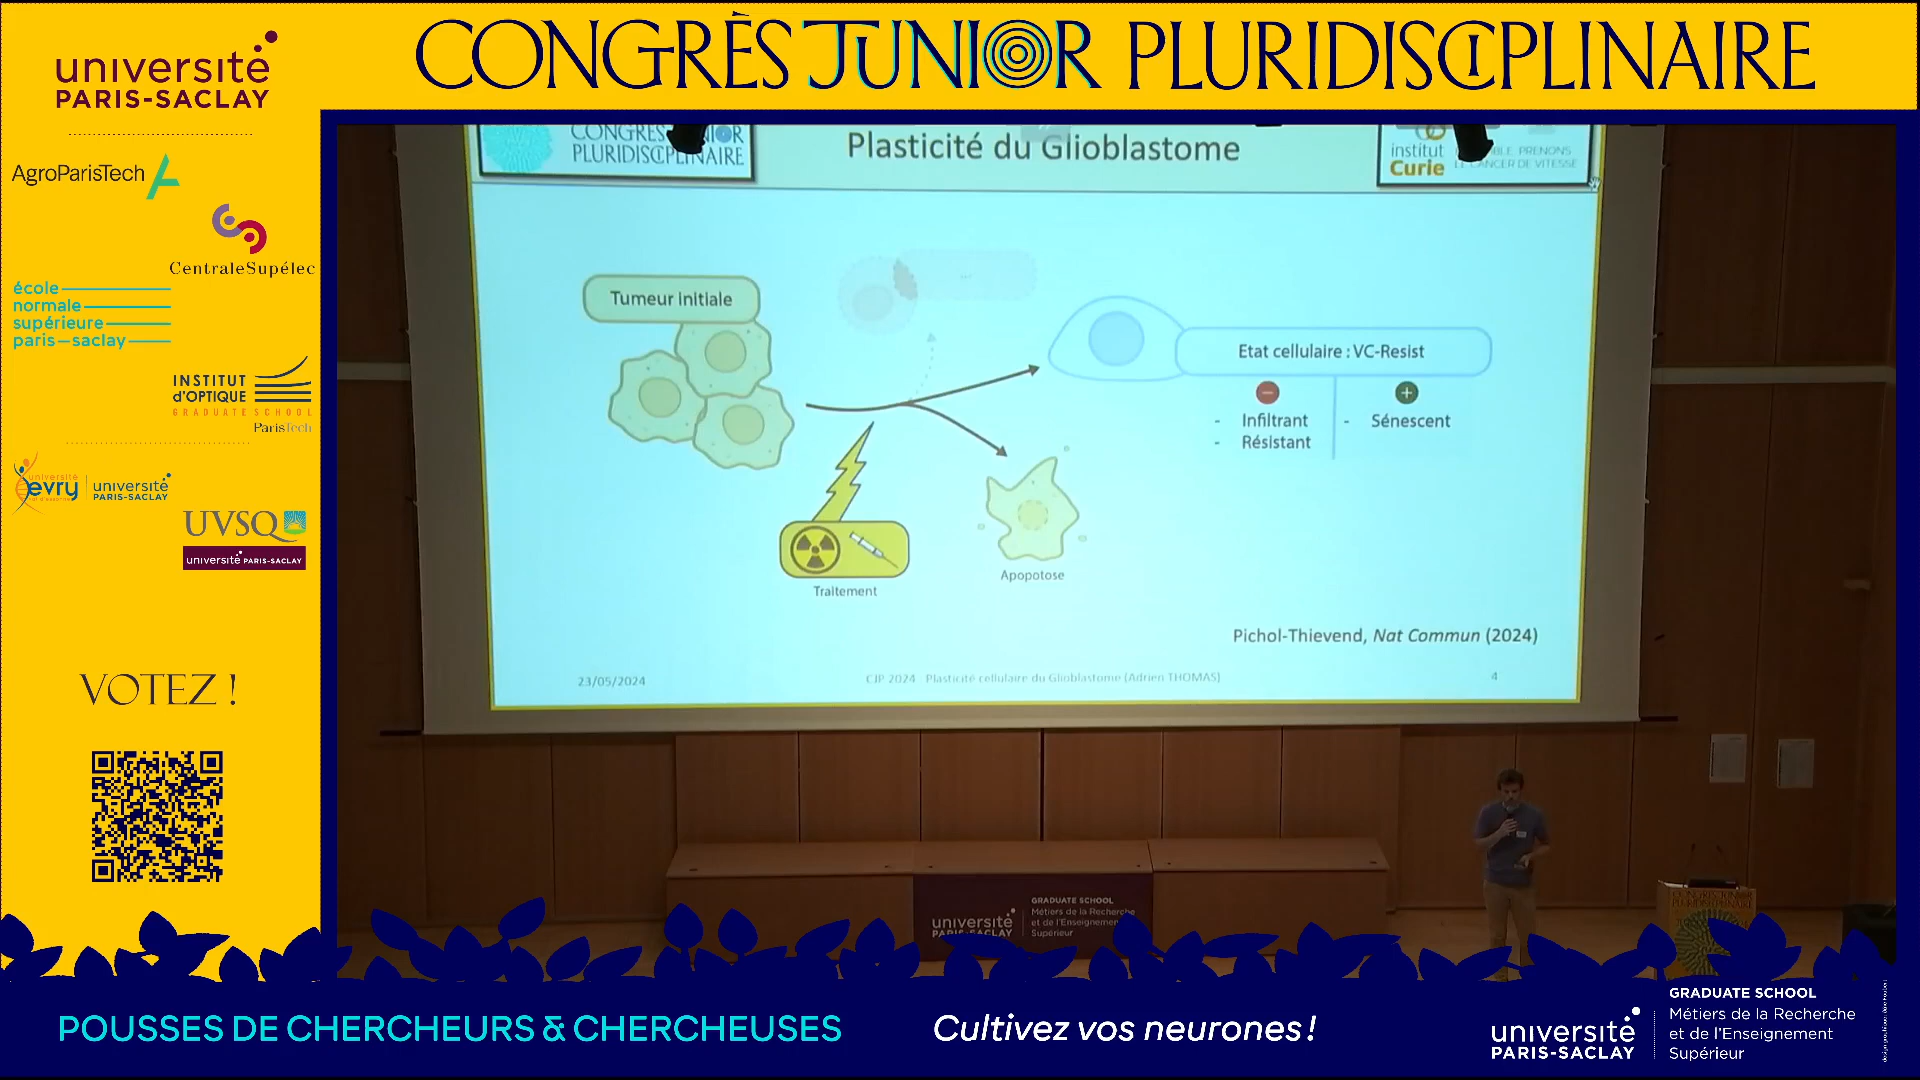 université
PARIS-SACLAY
CONGRÈS JUNIOR PLURIDISCIPLINAIRE
AgroParisTech
CentraleSupélec
école
normale
supérieure
paris-saclay
INSTITUT
d'OPTIQUE
GRADUATE SCHOOL
ParisTech
université
evry
université
PARIS-SACLAY
UVSQ
université PARIS-SACLAY
VOTEZ !
CONGRÈS JUNIOR
PLURIDISCIPLINAIRE
Plasticité du Glioblastome
institut
Curie
PRENONS
CANCER DE VITESSE
Tumeur initiale
...
Etat cellulaire : VC-Resist
- Infiltrant
- Résistant
- Sénescent
Traitement
Apopotose
Pichol-Thievend, Nat Commun (2024)
23/05/2024
CJP 2024 Plasticité cellulaire du Glioblastome (Adrien THOMAS)
4
université
PARIS-SACLAY
GRADUATE SCHOOL
Métiers de la Recherche
et de l'Enseignement
Supérieur
POUSSES DE CHERCHEURS & CHERCHEUSES
Cultivez vos neurones !
université
PARIS-SACLAY
GRADUATE SCHOOL
Métiers de la Recherche
et de l'Enseignement
Supérieur